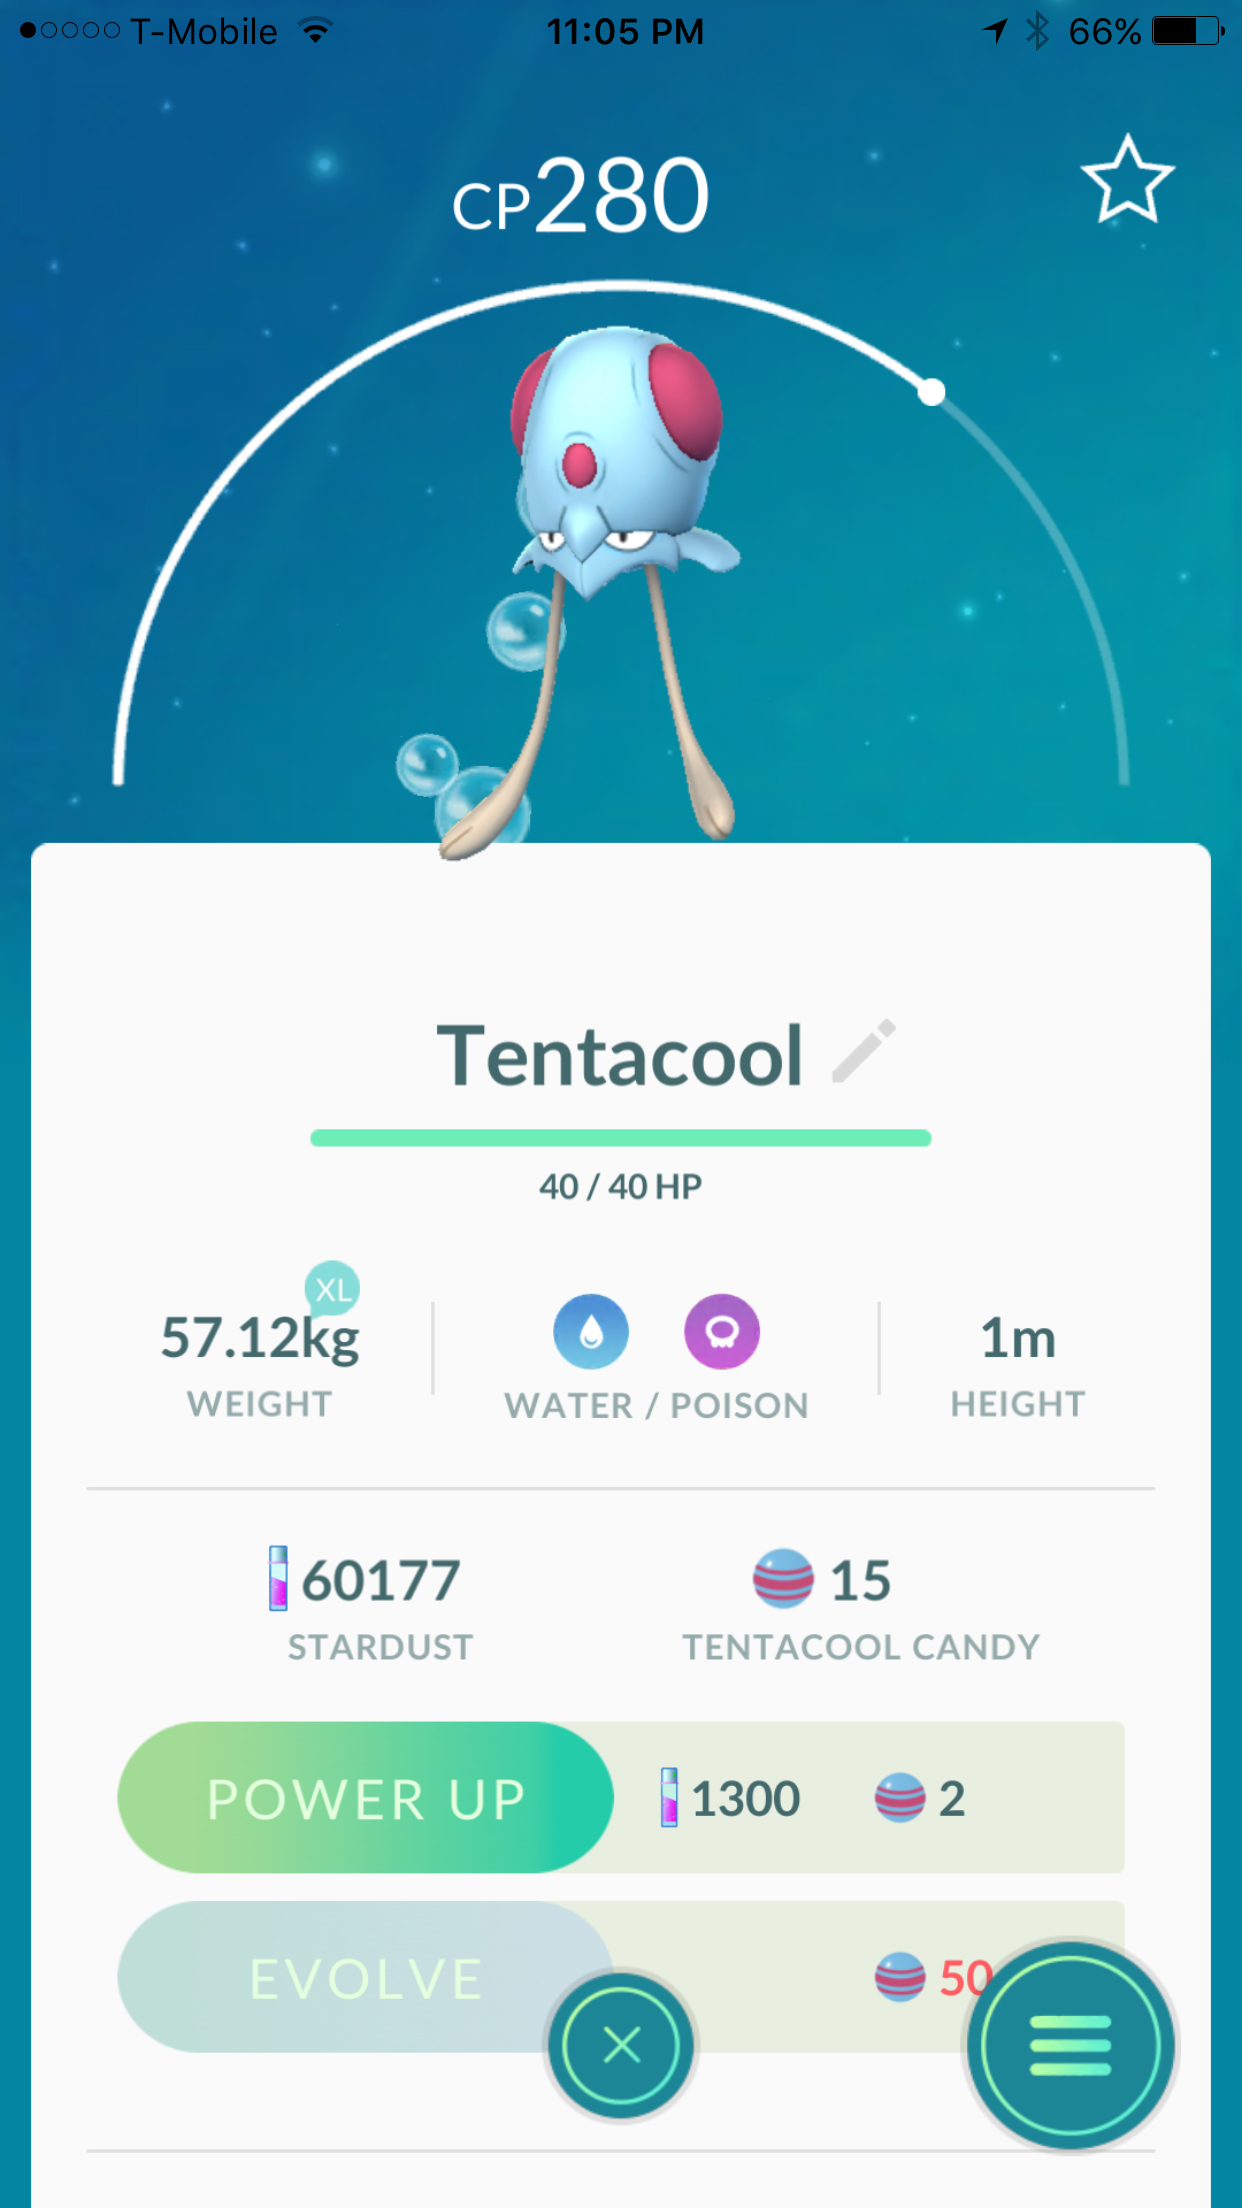 T-Mobile 11:05 PM 66%
CP280
Tentacool
40 / 40 HP
XL
57.12kg
WEIGHT
WATER / POISON
1m
HEIGHT
60177
STARDUST
15
TENTACOOL CANDY
POWER UP 1300 2
EVOLVE 50